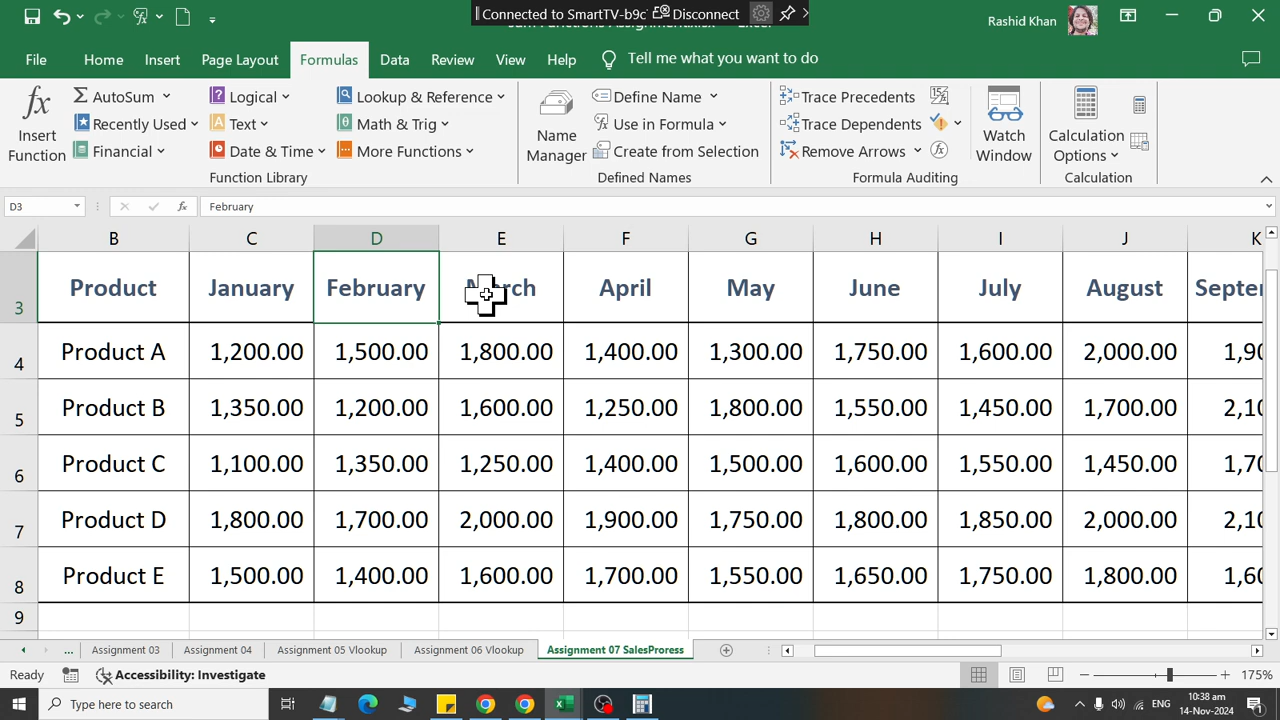 Connected to SmartTV-b9c Disconnect
Rashid Khan
File Home Insert Page Layout Formulas Data Review View Help Tell me what you want to do
fx Insert Function
AutoSum
Recently Used
Financial
Logical
Text
Date & Time
Lookup & Reference
Math & Trig
More Functions
Function Library
Name Manager
Define Name
Use in Formula
Create from Selection
Defined Names
Trace Precedents
Trace Dependents
Remove Arrows
Formula Auditing
Watch Window
Calculation Options
Calculation
D3 fx February
B C D E F G H I J K
3 Product January February April May June July August
4 Product A 1,200.00 1,500.00 1,800.00 1,400.00 1,300.00 1,750.00 1,600.00 2,000.00 1,90
5 Product B 1,350.00 1,200.00 1,600.00 1,250.00 1,800.00 1,550.00 1,450.00 1,700.00 2,10
6 Product C 1,100.00 1,350.00 1,250.00 1,400.00 1,500.00 1,600.00 1,550.00 1,450.00 1,70
7 Product D 1,800.00 1,700.00 2,000.00 1,900.00 1,750.00 1,800.00 1,850.00 2,000.00 2,10
8 Product E 1,500.00 1,400.00 1,600.00 1,700.00 1,550.00 1,650.00 1,750.00 1,800.00 1,60
9
... Assignment 03 Assignment 04 Assignment 05 Vlookup Assignment 06 Vlookup Assignment 07 SalesProress
Ready Accessibility: Investigate 175%
Type here to search ENG 10:38 am
14-Nov-2024